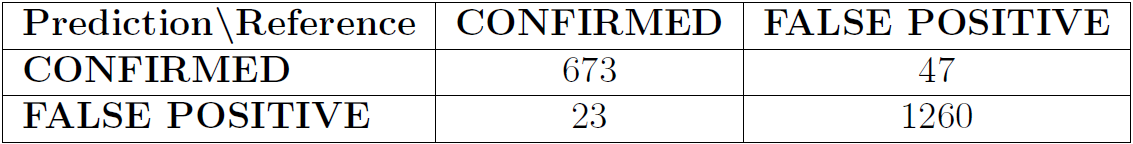 Prediction\Reference CONFIRMED FALSE POSITIVE
CONFIRMED 673 47
FALSE POSITIVE 23 1260